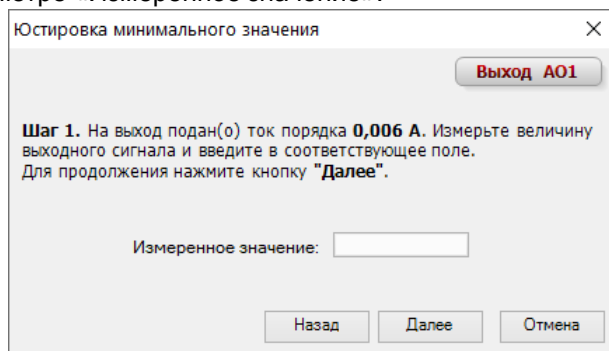 Юстировка минимального значения
Выход АО1
Шаг 1. На выход подан(о) ток порядка 0,006 А. Измерьте величину
выходного сигнала и введите в соответствующее поле.
Для продолжения нажмите кнопку "Далее".
Измеренное значение:
Назад Далее Отмена